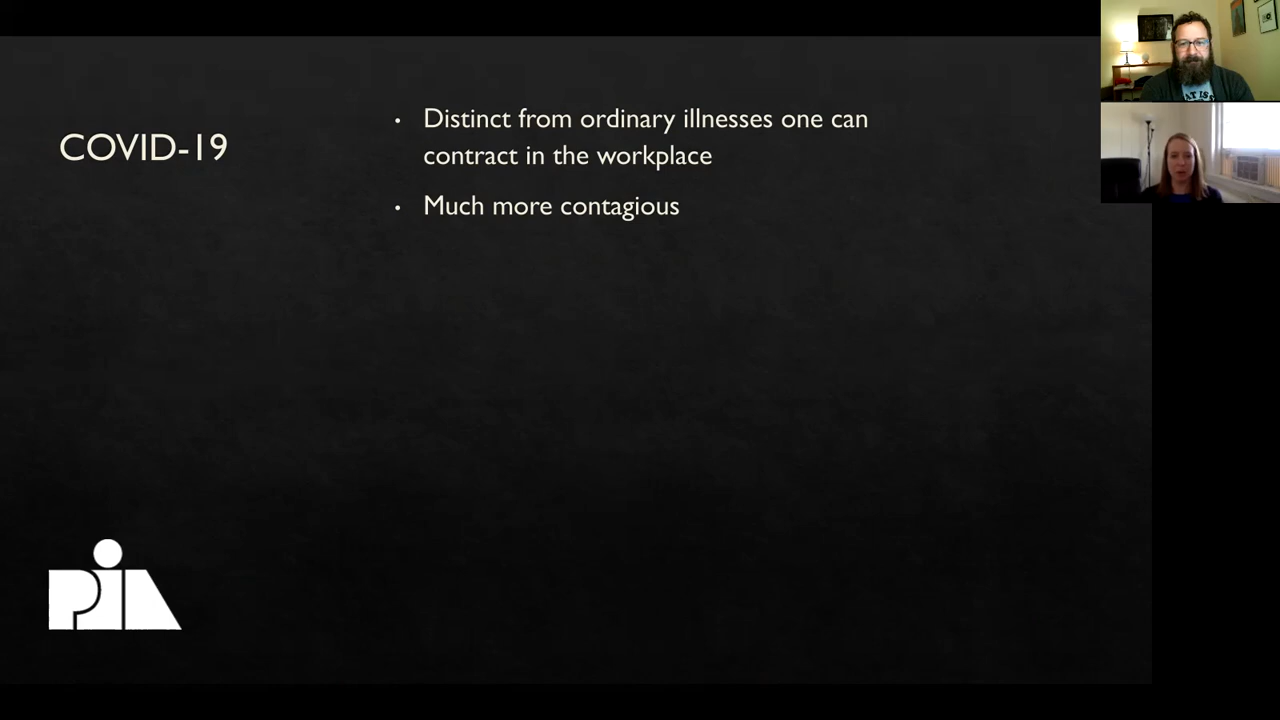 COVID-19
• Distinct from ordinary illnesses one can
contract in the workplace
• Much more contagious
PIA